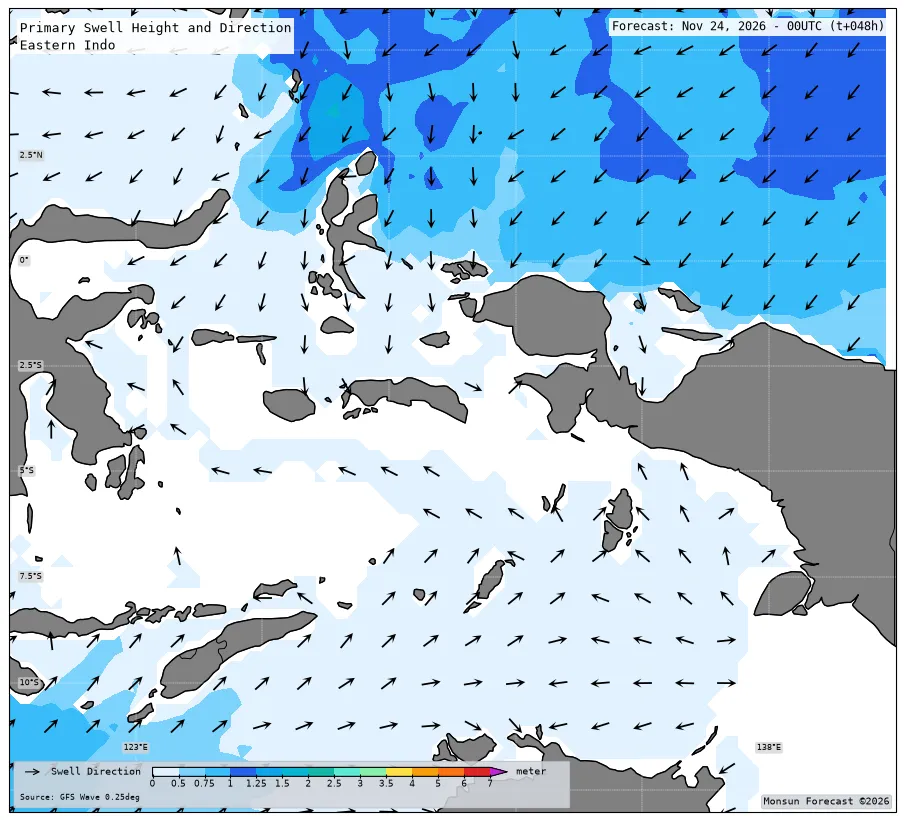 Primary Swell Height and Direction
Eastern Indo
Forecast: Nov 24, 2026 - 00UTC (t+048h)
2.5°N
0°
2.5°S
5°S
7.5°S
10°S
123°E
138°E
Swell Direction
0 0.5 0.75 1 1.25 1.5 2 2.5 3 3.5 4 5 6 7
meter
Source: GFS Wave 0.25deg
Monsun Forecast ©2026